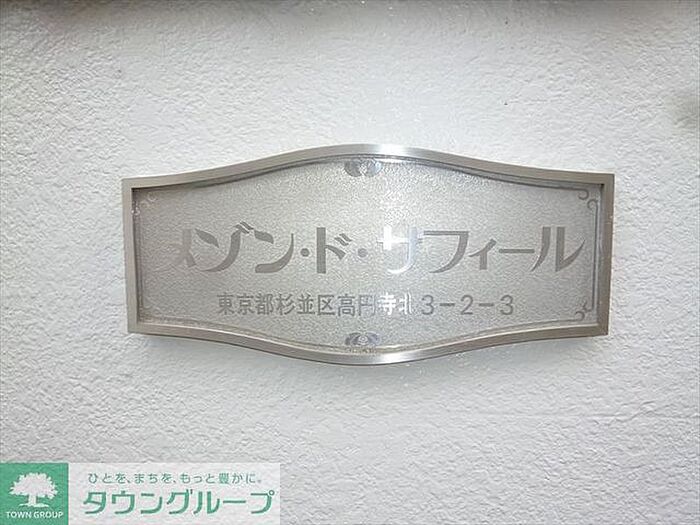 メゾン・ド・サフィール
東京都杉並区高円寺北3-2-3
ひとを、まちを、もっと豊かに。
タウングループ
TOWN GROUP